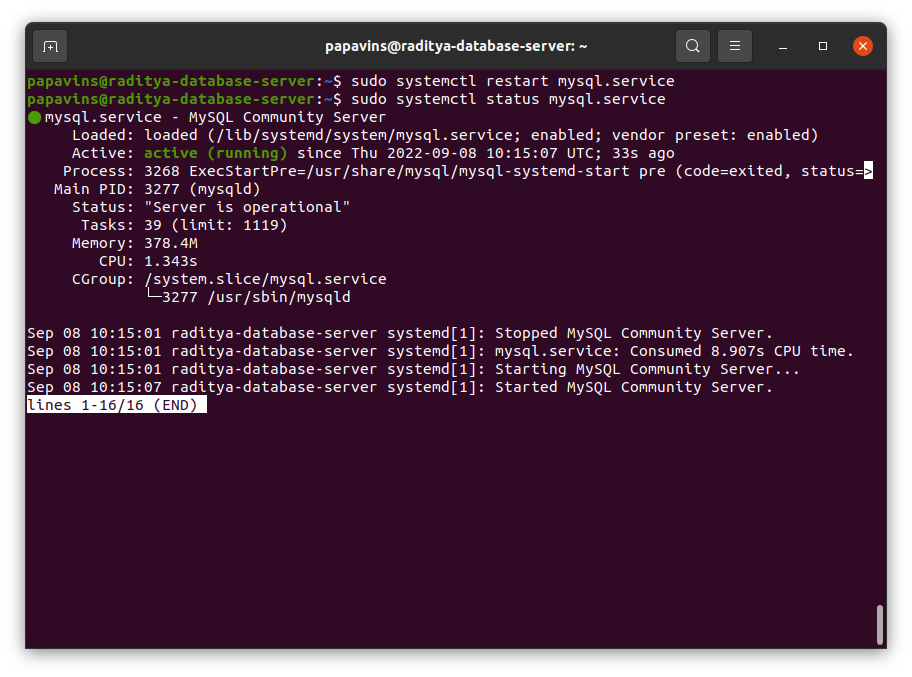 papavins@raditya-database-server: ~
papavins@raditya-database-server:~$ sudo systemctl restart mysql.service
papavins@raditya-database-server:~$ sudo systemctl status mysql.service
● mysql.service - MySQL Community Server
     Loaded: loaded (/lib/systemd/system/mysql.service; enabled; vendor preset: enabled)
     Active: active (running) since Thu 2022-09-08 10:15:07 UTC; 33s ago
    Process: 3268 ExecStartPre=/usr/share/mysql/mysql-systemd-start pre (code=exited, status=>
   Main PID: 3277 (mysqld)
     Status: "Server is operational"
      Tasks: 39 (limit: 1119)
     Memory: 378.4M
        CPU: 1.343s
     CGroup: /system.slice/mysql.service
             └─3277 /usr/sbin/mysqld
Sep 08 10:15:01 raditya-database-server systemd[1]: Stopped MySQL Community Server.
Sep 08 10:15:01 raditya-database-server systemd[1]: mysql.service: Consumed 8.907s CPU time.
Sep 08 10:15:01 raditya-database-server systemd[1]: Starting MySQL Community Server...
Sep 08 10:15:07 raditya-database-server systemd[1]: Started MySQL Community Server.
lines 1-16/16 (END)